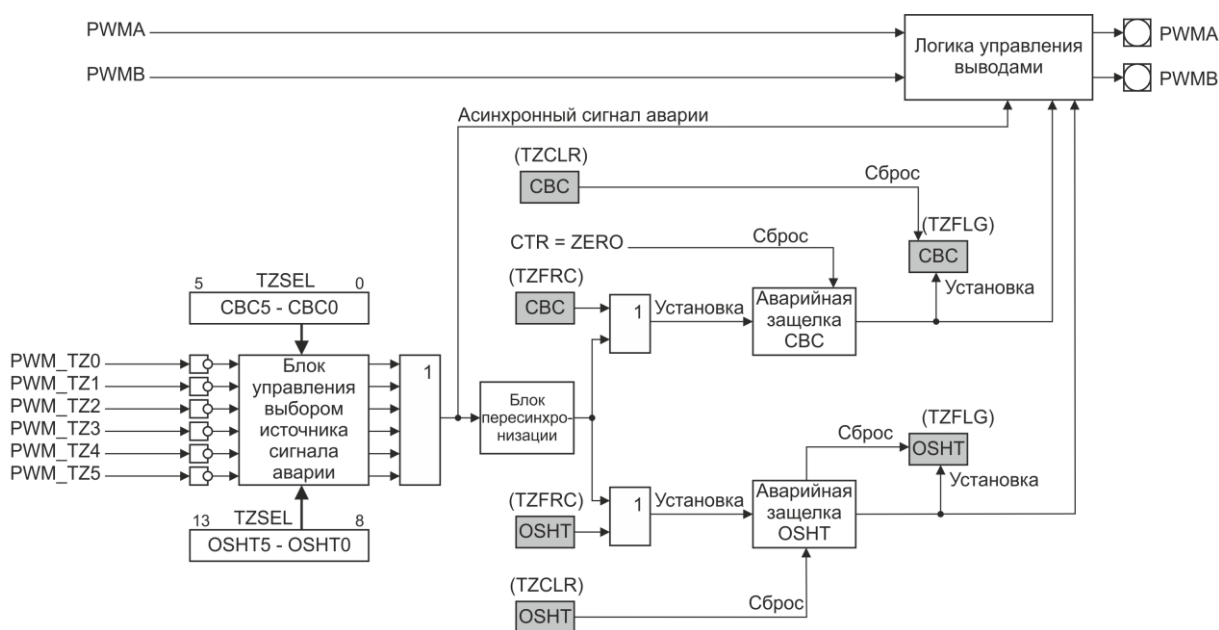 PWMA
PWMB
Логика управления
выводами
PWMA
PWMB
Асинхронный сигнал аварии
(TZCLR)
CBC
Сброс
(TZFLG)
CBC
CTR = ZERO
Сброс
(TZFRC)
CBC
1
Установка
Аварийная
защелка
CBC
Установка
5 TZSEL 0
CBC5 - CBC0
PWM_TZ0
PWM_TZ1
PWM_TZ2
PWM_TZ3
PWM_TZ4
PWM_TZ5
Блок
управления
выбором
источника
сигнала
аварии
1
Блок
пересинхро-
низации
13 TZSEL 8
OSHT5 - OSHT0
(TZFRC)
OSHT
1
Установка
Аварийная
защелка
OSHT
Сброс
(TZFLG)
OSHT
Установка
(TZCLR)
OSHT
Сброс